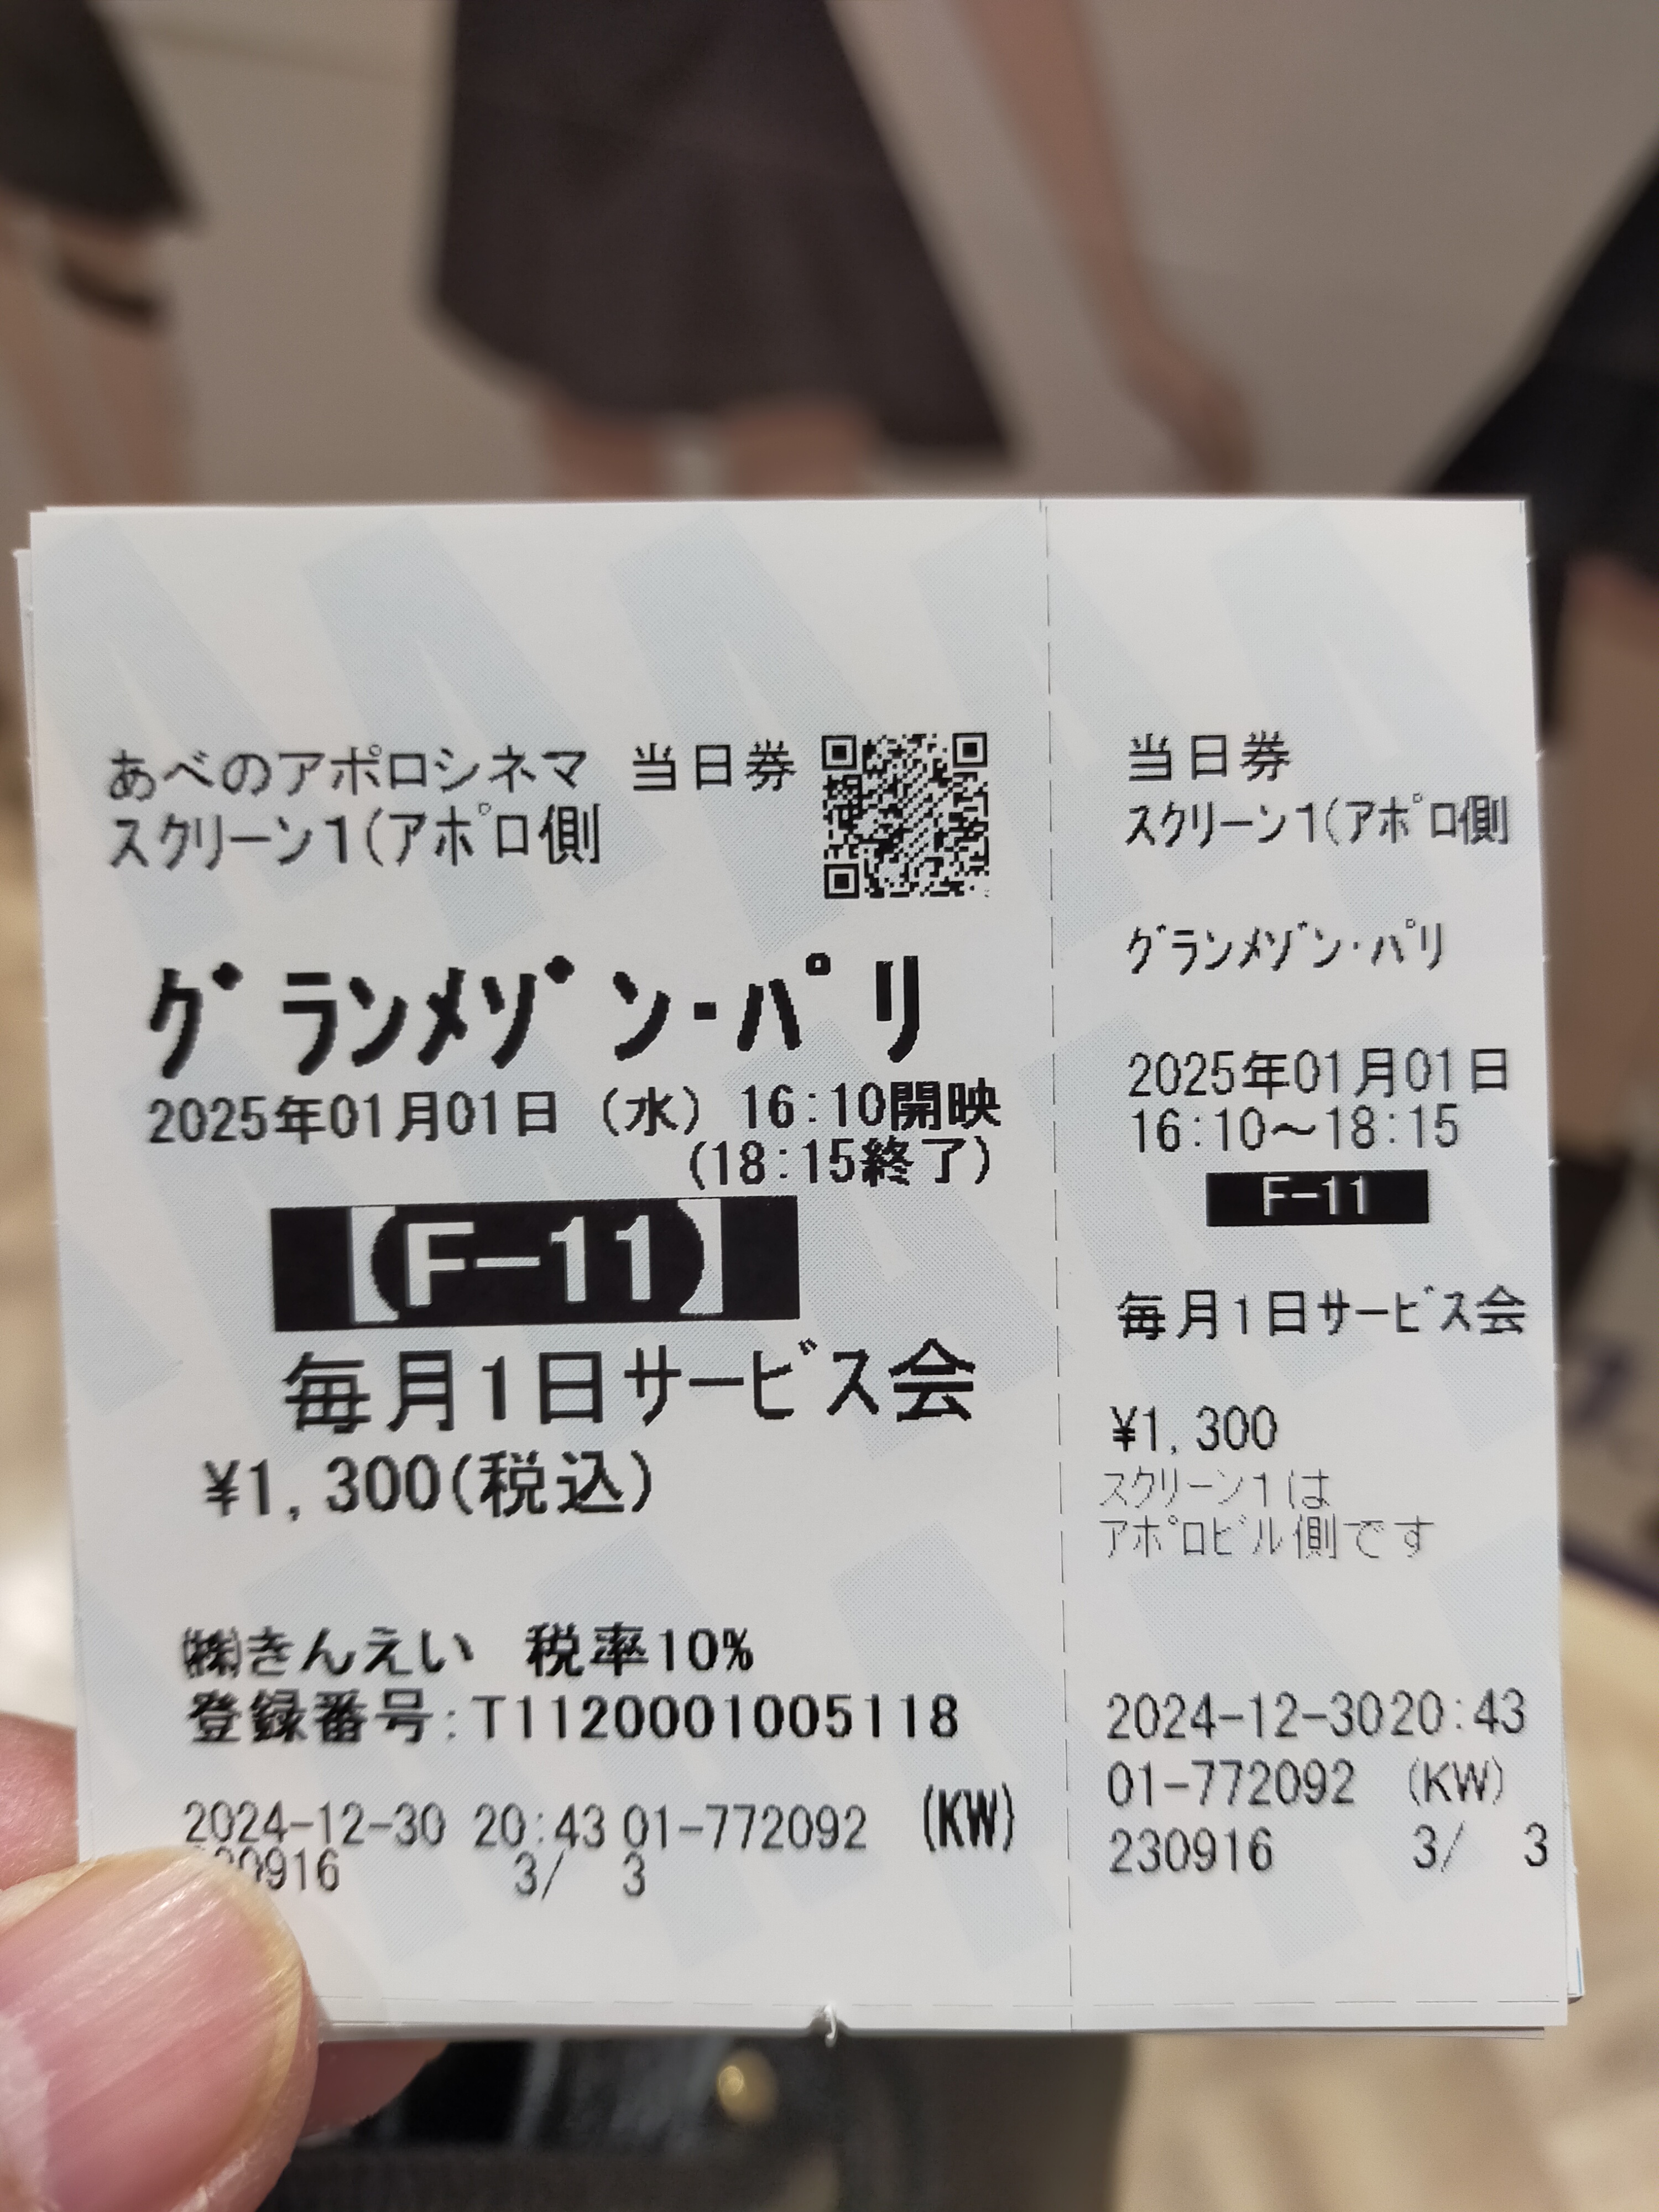 あべのアポロシネマ 当日券
スクリーン1(アポロ側
グランメゾン・パリ
2025年01月01日 (水) 16:10開映
(18:15終了)
【F-11】
毎月1日サービス会
¥1,300(税込)
㈱きんえい 税率10%
登録番号:T1120001005118
2024-12-30 20:43 01-772092 (KW)
0916 3/ 3
当日券
スクリーン1(アポロ側
グランメゾン・パリ
2025年01月01日
16:10～18:15
F-11
毎月1日サービス会
¥1,300
スクリーン1は
アポロビル側です
2024-12-30 20:43
01-772092 (KW)
230916 3/ 3